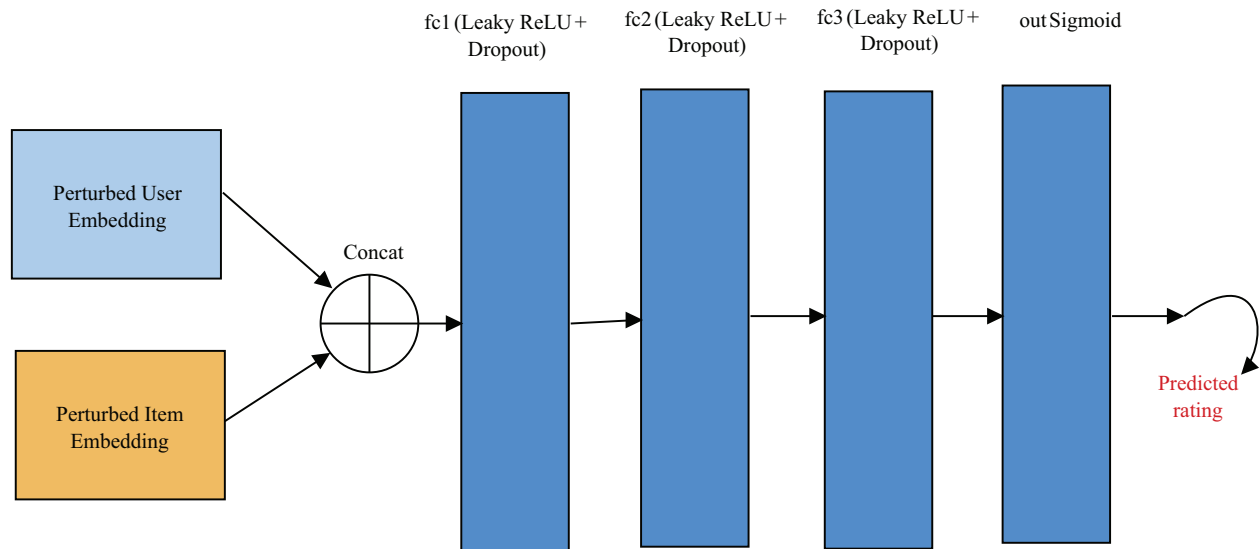 fc1 (Leaky ReLU +
Dropout)
fc2 (Leaky ReLU +
Dropout)
fc3 (Leaky ReLU +
Dropout)
out Sigmoid
Perturbed User
Embedding
Concat
Perturbed Item
Embedding
Predicted
rating